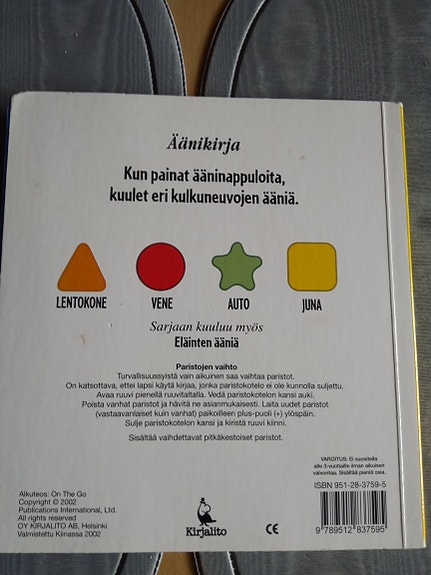 Äänikirja
Kun painat ääninappuloita,
kuulet eri kulkuneuvojen ääniä.
LENTOKONE VENE AUTO JUNA
Sarjaan kuuluu myös
Eläinten ääniä
Paristojen vaihto
Turvallisuussyistä vain aikuinen saa vaihtaa paristot.
On katsottava, ettei lapsi käytä kirjaa, jonka paristokotelo ei ole kunnolla suljettu.
Avaa ruuvi pienellä ruuvitaltalla. Vedä paristokotelon kansi auki.
Poista vanhat paristot ja hävitä ne asianmukaisesti. Laita uudet paristot
(vastaavanlaiset kuin vanhat) paikoilleen plus-puoli (+) ylöspäin.
Sulje paristokotelon kansi ja kiristä ruuvi kiinni.
Sisältää vaihdettavat pitkäkestoiset paristot.
VAROITUS: Ei suositella
alle 3-vuotiaille ilman aikuisen
valvontaa. Sisältää pieniä osia.
Alkuteos: On The Go
Copyright © 2002
Publications International, Ltd.
All rights reserved
OY KIRJALITO AB, Helsinki
Valmistettu Kiinassa 2002
Kirjalito
CE
ISBN 951-28-3759-5
9 789512 837595